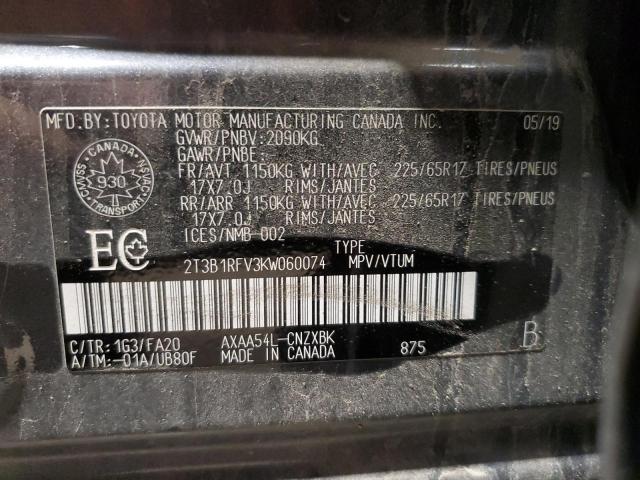 MFD.BY:TOYOTA MOTOR MANUFACTURING CANADA INC. 05/19
GVWR/PNBV:2090KG
GAWR/PNBE:
FR/AVT 1150KG WITH/AVEC 225/65R17 TIRES/PNEUS
17X7.0J RIMS/JANTES
RR/ARR 1150KG WITH/AVEC 225/65R17 TIRES/PNEUS
17X7.0J RIMS/JANTES
ICES/NMB-002
CANADA
930
TRANSPORT
EC
TYPE
2T3B1RFV3KW060074 MPV/VTUM
C/TR:1G3/FA20 AXAA54L-CNZXBK
A/TM:-01A/UB80F MADE IN CANADA 875 B